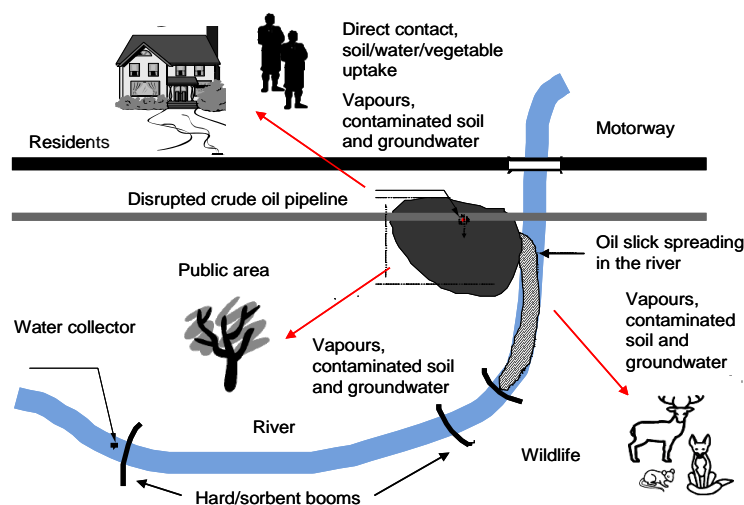 Direct contact,
soil/water/vegetable
uptake
Vapours,
contaminated soil
and groundwater
Residents
Motorway
Disrupted crude oil pipeline
Oil slick spreading
in the river
Public area
Vapours,
contaminated
soil and
groundwater
Water collector
Vapours,
contaminated soil
and groundwater
River
Wildlife
Hard/sorbent booms